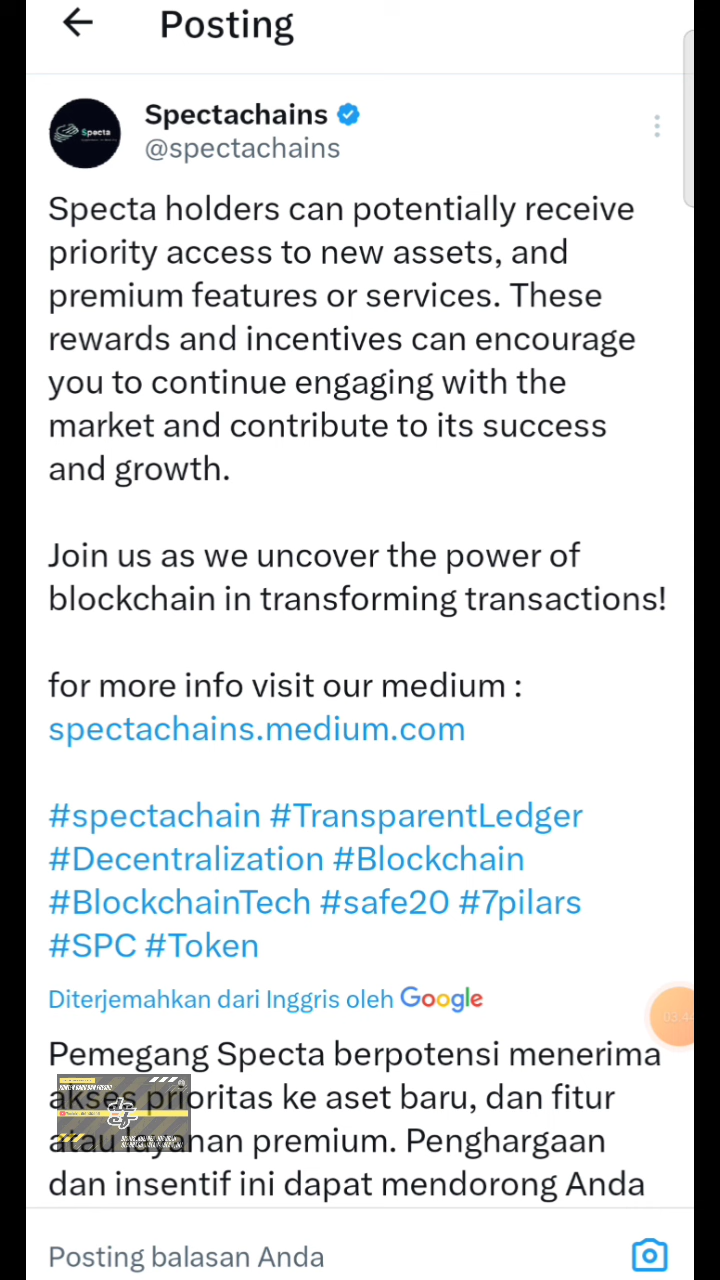 Posting
Spectachains
@spectachains
Specta
Specta holders can potentially receive
priority access to new assets, and
premium features or services. These
rewards and incentives can encourage
you to continue engaging with the
market and contribute to its success
and growth.
Join us as we uncover the power of
blockchain in transforming transactions!
for more info visit our medium :
spectachains.medium.com
#spectachain #TransparentLedger
#Decentralization #Blockchain
#BlockchainTech #safe20 #7pilars
#SPC #Token
Diterjemahkan dari Inggris oleh Google
Pemegang Specta berpotensi menerima
akses prioritas ke aset baru, dan fitur
atau layanan premium. Penghargaan
dan insentif ini dapat mendorong Anda
Posting balasan Anda